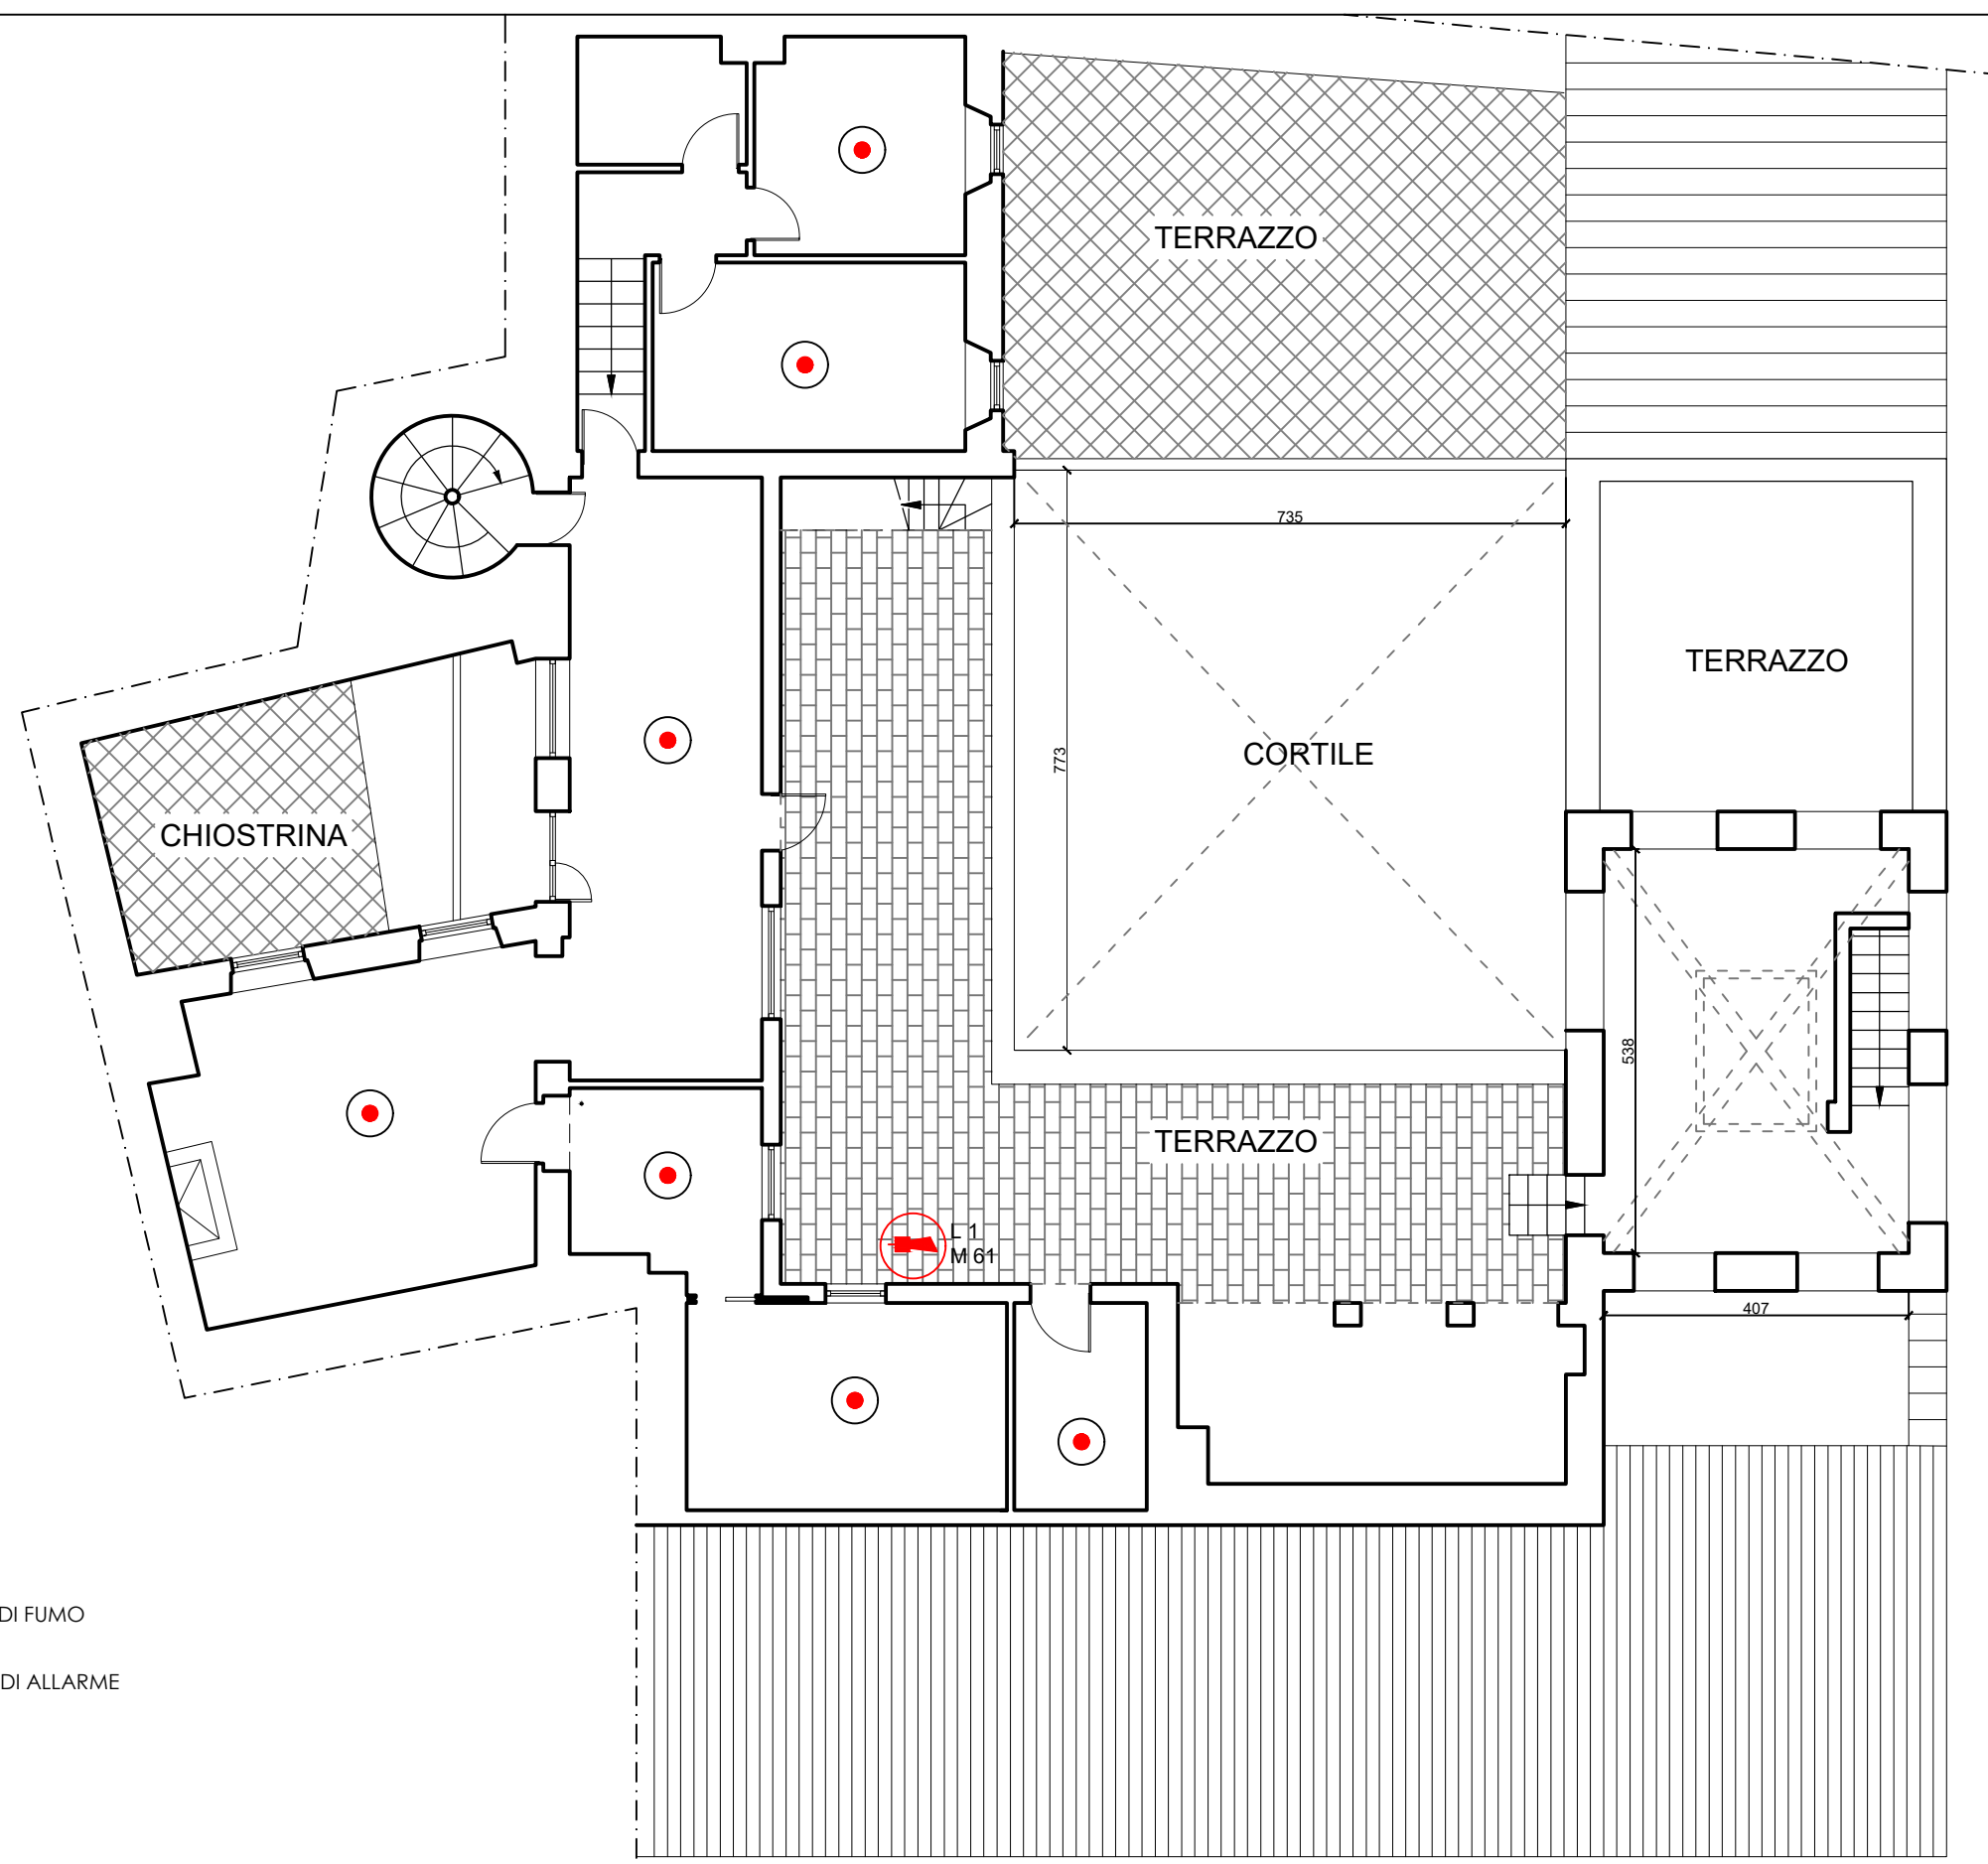 TERRAZZO
735
TERRAZZO
773
CORTILE
CHIOSTRINA
538
TERRAZZO
L 1
M 61
407
DI FUMO
DI ALLARME